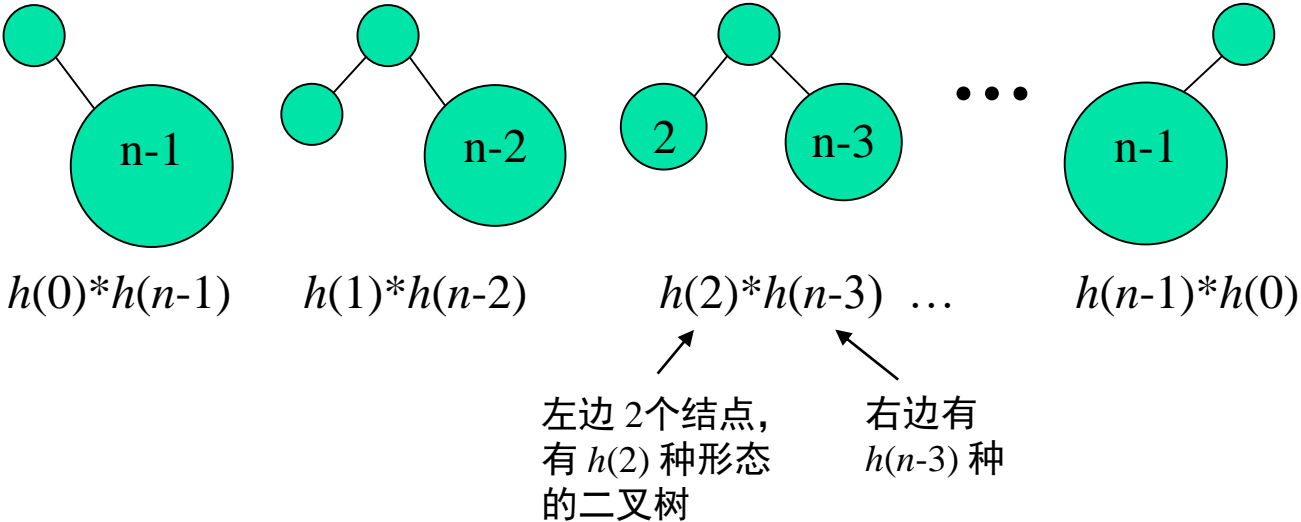 n-1
n-2
2
n-3
•••
n-1
h(0)*h(n-1)
h(1)*h(n-2)
h(2)*h(n-3) …
h(n-1)*h(0)
左边 2个结点,
有 h(2) 种形态
的二叉树
右边有
h(n-3) 种